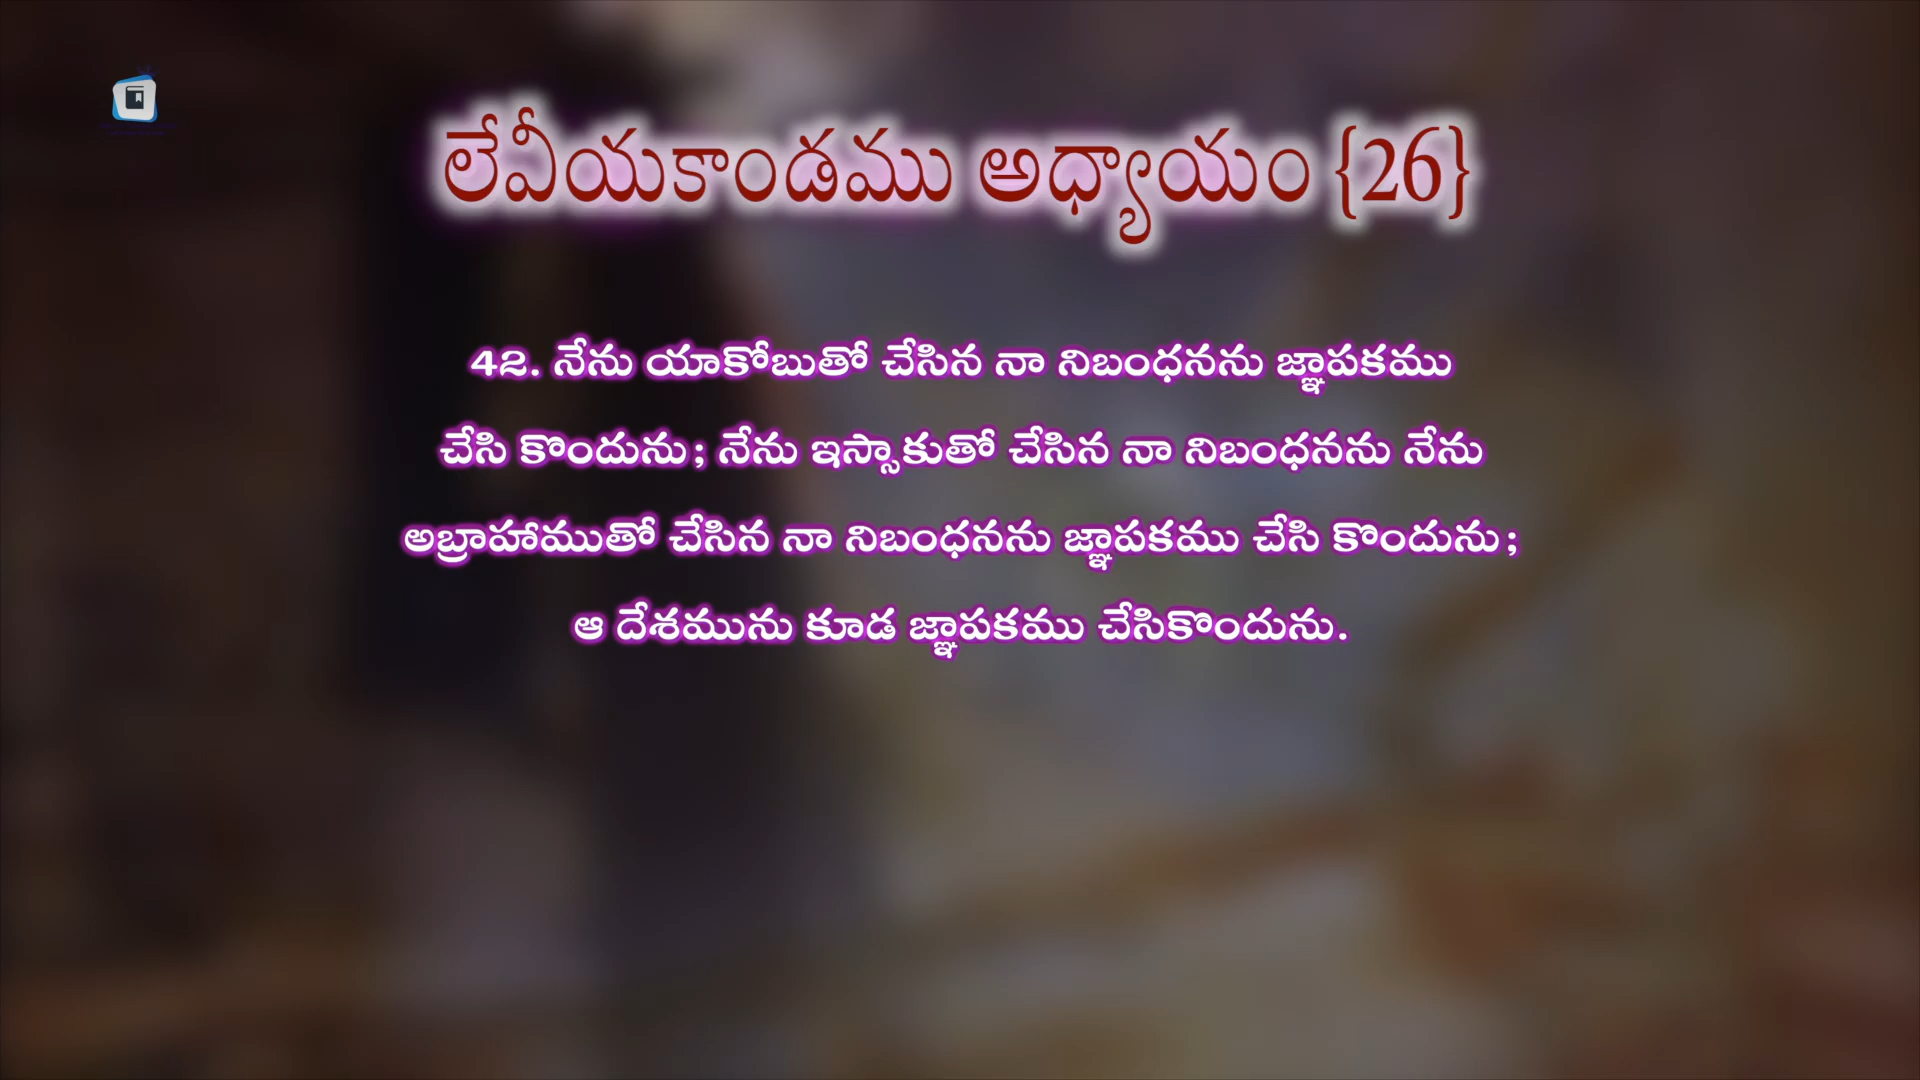 లేవీయకాండము అధ్యాయం {26}
42. నేను యాకోబుతో చేసిన నా నిబంధనను జ్ఞాపకము
చేసి కొందును; నేను ఇస్సాకుతో చేసిన నా నిబంధనను నేను
అబ్రాహాముతో చేసిన నా నిబంధనను జ్ఞాపకము చేసి కొందును;
ఆ దేశమును కూడ జ్ఞాపకము చేసికొందును.